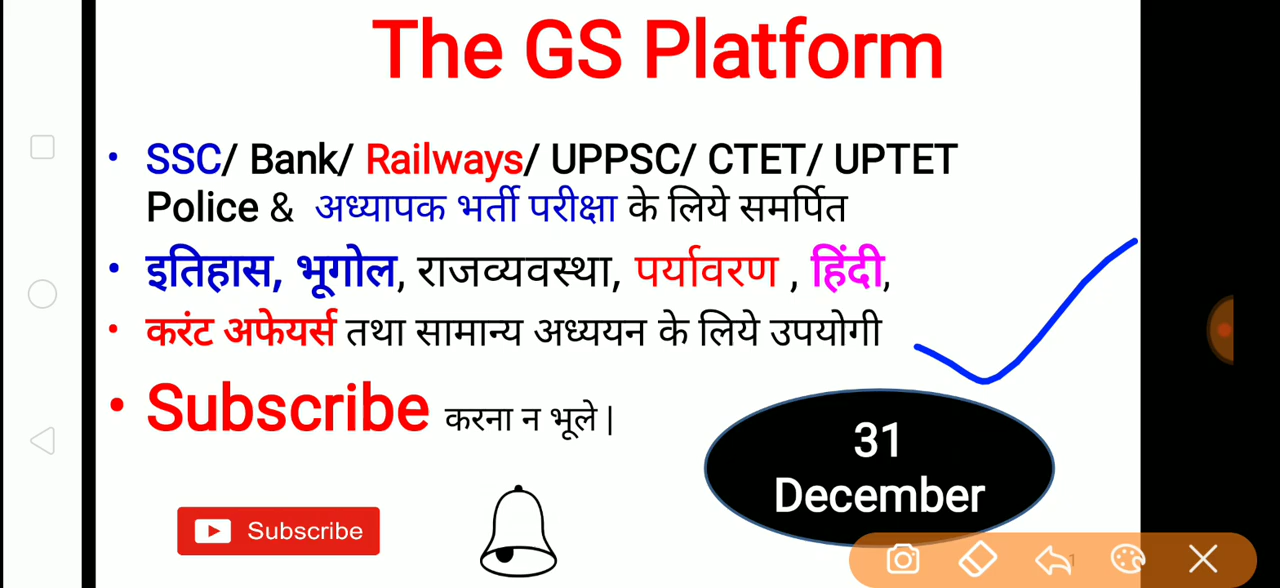 The GS Platform
SSC/ Bank/ Railways/ UPPSC/ CTET/ UPTET
Police & अध्यापक भर्ती परीक्षा के लिये समर्पित
इतिहास, भूगोल, राजव्यवस्था, पर्यावरण , हिंदी,
करंट अफेयर्स तथा सामान्य अध्ययन के लिये उपयोगी
Subscribe करना न भूले |
31
December
Subscribe
1